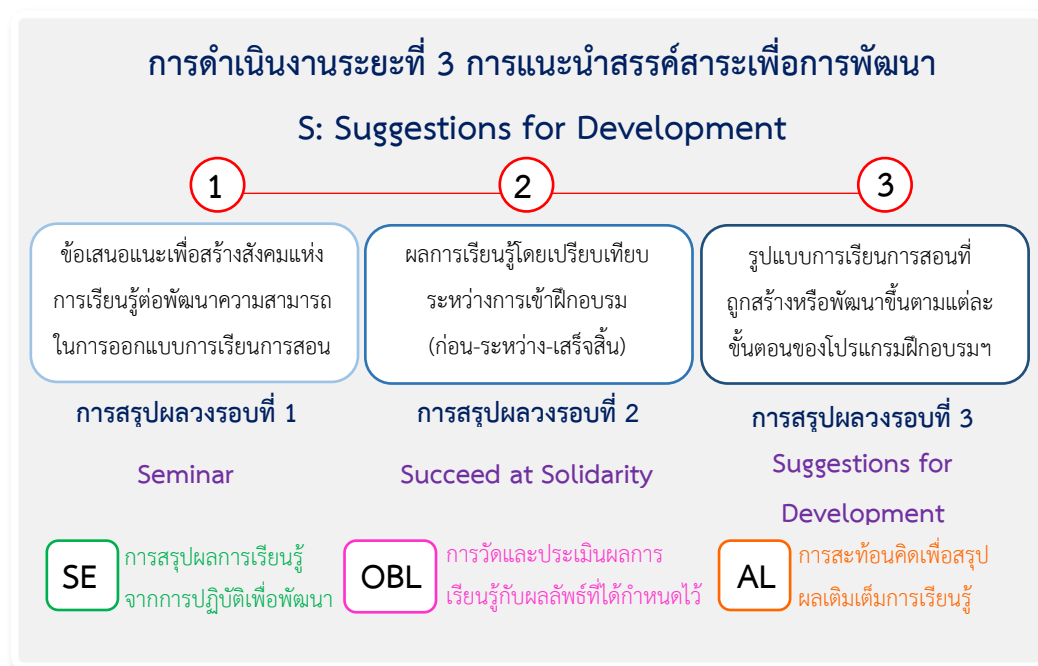 การดำเนินงานระยะที่ 3 การแนะนำสรรค์สาระเพื่อการพัฒนา
S: Suggestions for Development
1
2
3
ข้อเสนอแนะเพื่อสร้างสังคมแห่ง
การเรียนรู้ต่อพัฒนาความสามารถ
ในการออกแบบการเรียนการสอน
ผลการเรียนรู้โดยเปรียบเทียบ
ระหว่างการเข้าฝึกอบรม
(ก่อน-ระหว่าง-เสร็จสิ้น)
รูปแบบการเรียนการสอนที่
ถูกสร้างหรือพัฒนาขึ้นตามแต่ละ
ขั้นตอนของโปรแกรมฝึกอบรมฯ
การสรุปผลวงรอบที่ 1
Seminar
การสรุปผลวงรอบที่ 2
Succeed at Solidarity
การสรุปผลวงรอบที่ 3
Suggestions for
Development
SE
การสรุปผลการเรียนรู้
จากการปฏิบัติเพื่อพัฒนา
OBL
การวัดและประเมินผลการ
เรียนรู้กับผลลัพธ์ที่ได้กำหนดไว้
AL
การสะท้อนคิดเพื่อสรุป
ผลเติมเต็มการเรียนรู้